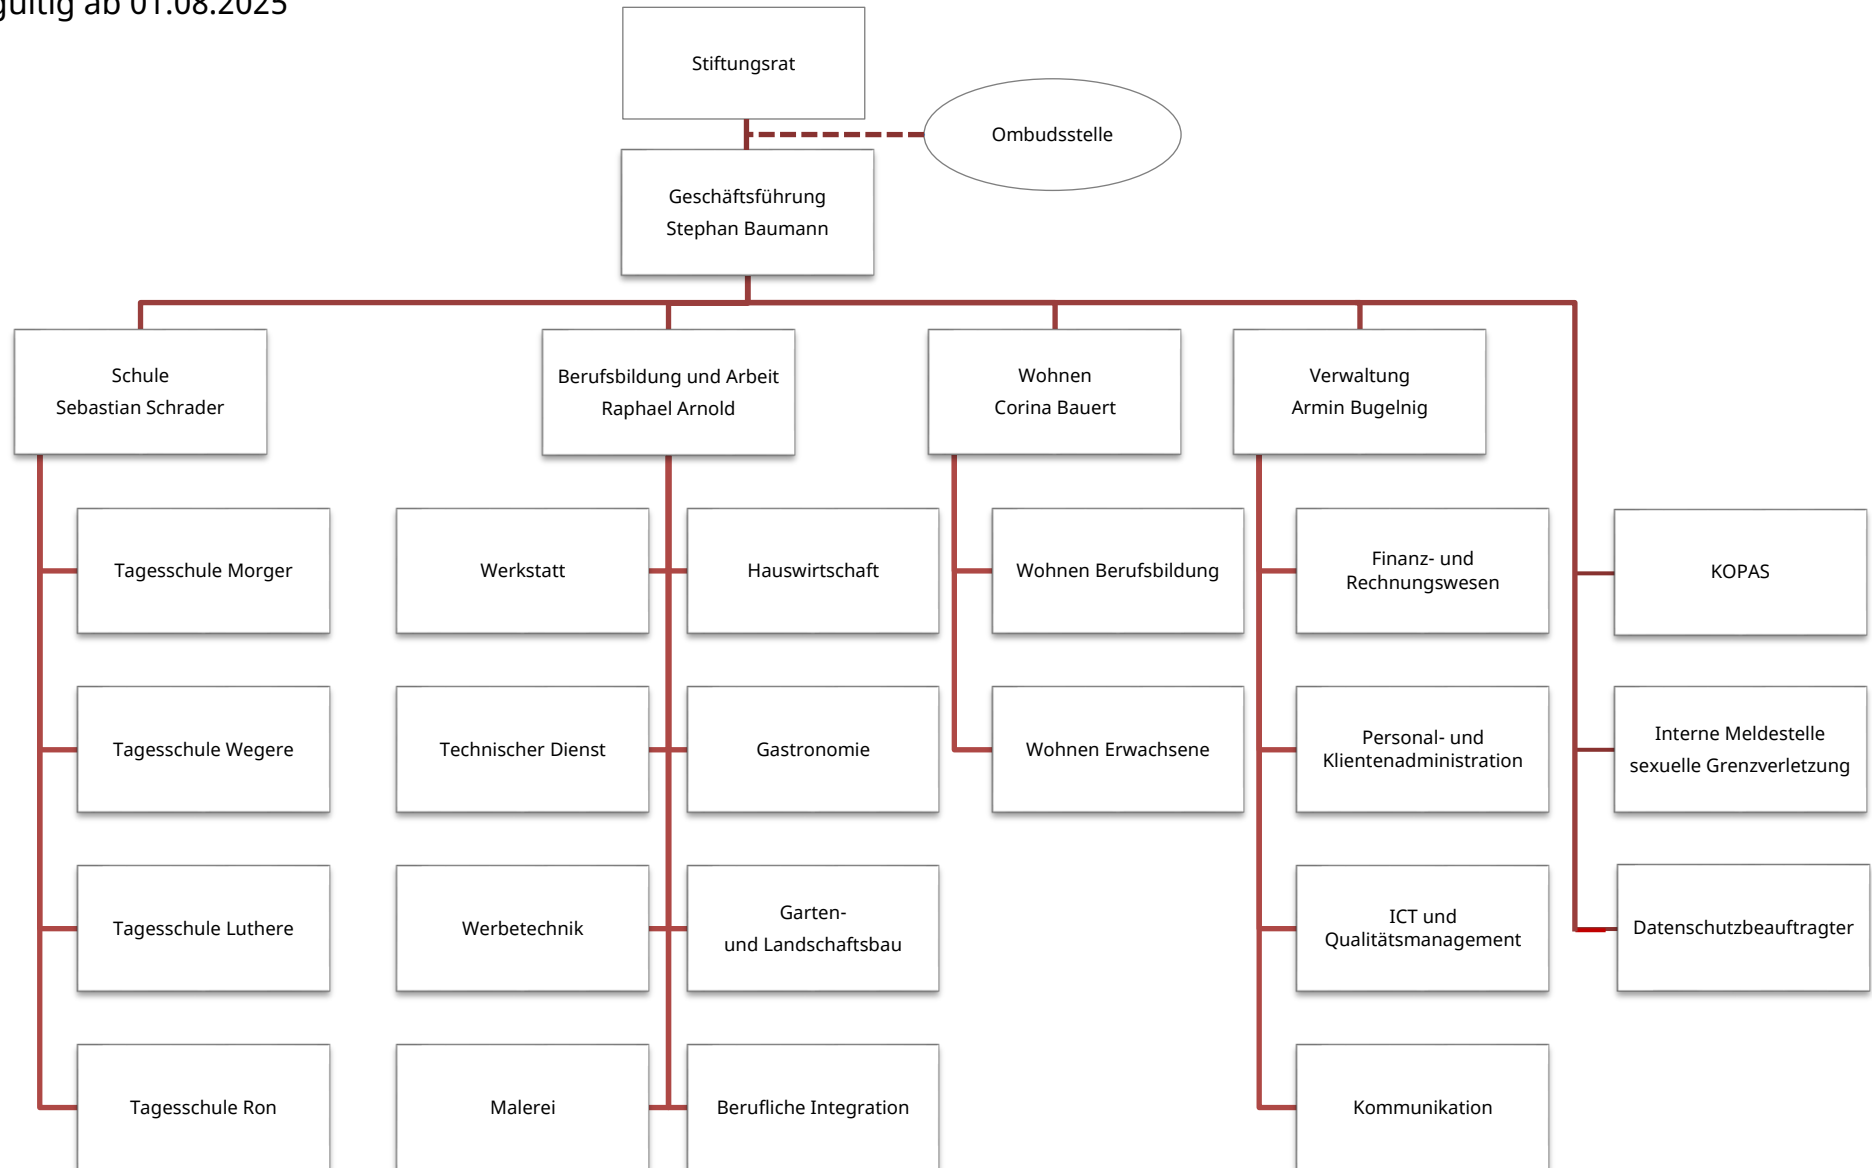 gültig ab 01.08.2025
Stiftungsrat
Ombudsstelle
Geschäftsführung
Stephan Baumann
Schule
Sebastian Schrader
Berufsbildung und Arbeit
Raphael Arnold
Wohnen
Corina Bauert
Verwaltung
Armin Bugelnig
Tagesschule Morger
Werkstatt
Hauswirtschaft
Wohnen Berufsbildung
Finanz- und
Rechnungswesen
KOPAS
Tagesschule Wegere
Technischer Dienst
Gastronomie
Wohnen Erwachsene
Personal- und
Klientenadministration
Interne Meldestelle
sexuelle Grenzverletzung
Tagesschule Luthere
Werbetechnik
Garten-
und Landschaftsbau
ICT und
Qualitätsmanagement
Datenschutzbeauftragter
Tagesschule Ron
Malerei
Berufliche Integration
Kommunikation